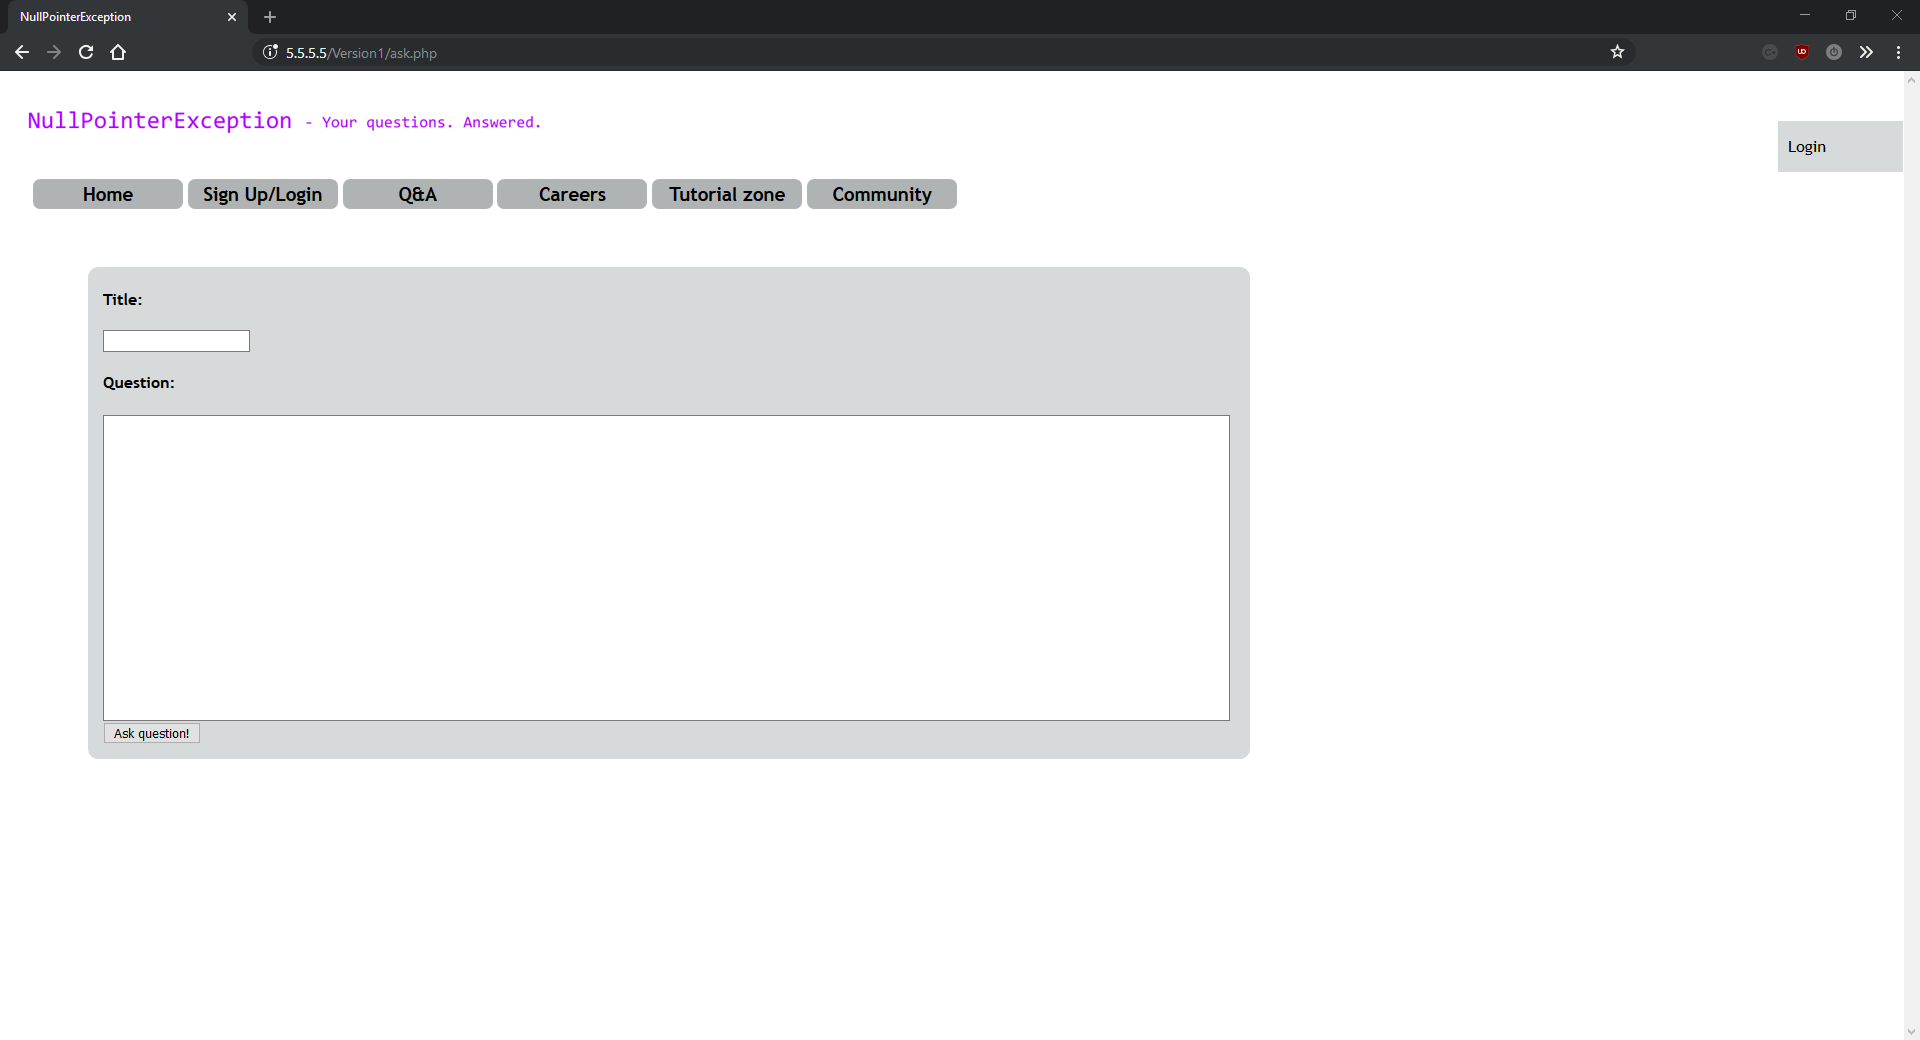 NullPointerException
5.5.5.5/Version1/ask.php
NullPointerException - Your questions. Answered.
Login
Home Sign Up/Login Q&A Careers Tutorial zone Community
Title:
Question:
Ask question!